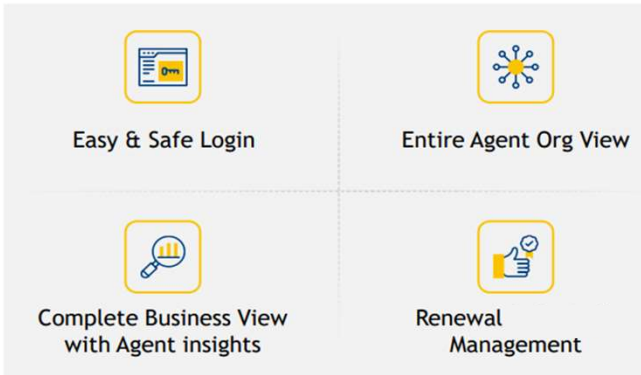 Easy & Safe Login
Entire Agent Org View
Complete Business View
with Agent insights
Renewal
Management